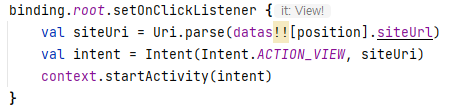 binding.root.setOnClickListener { it: View!
    val siteUri = Uri.parse(datas!![position].siteUrl)
    val intent = Intent(Intent.ACTION_VIEW, siteUri)
    context.startActivity(intent)
}